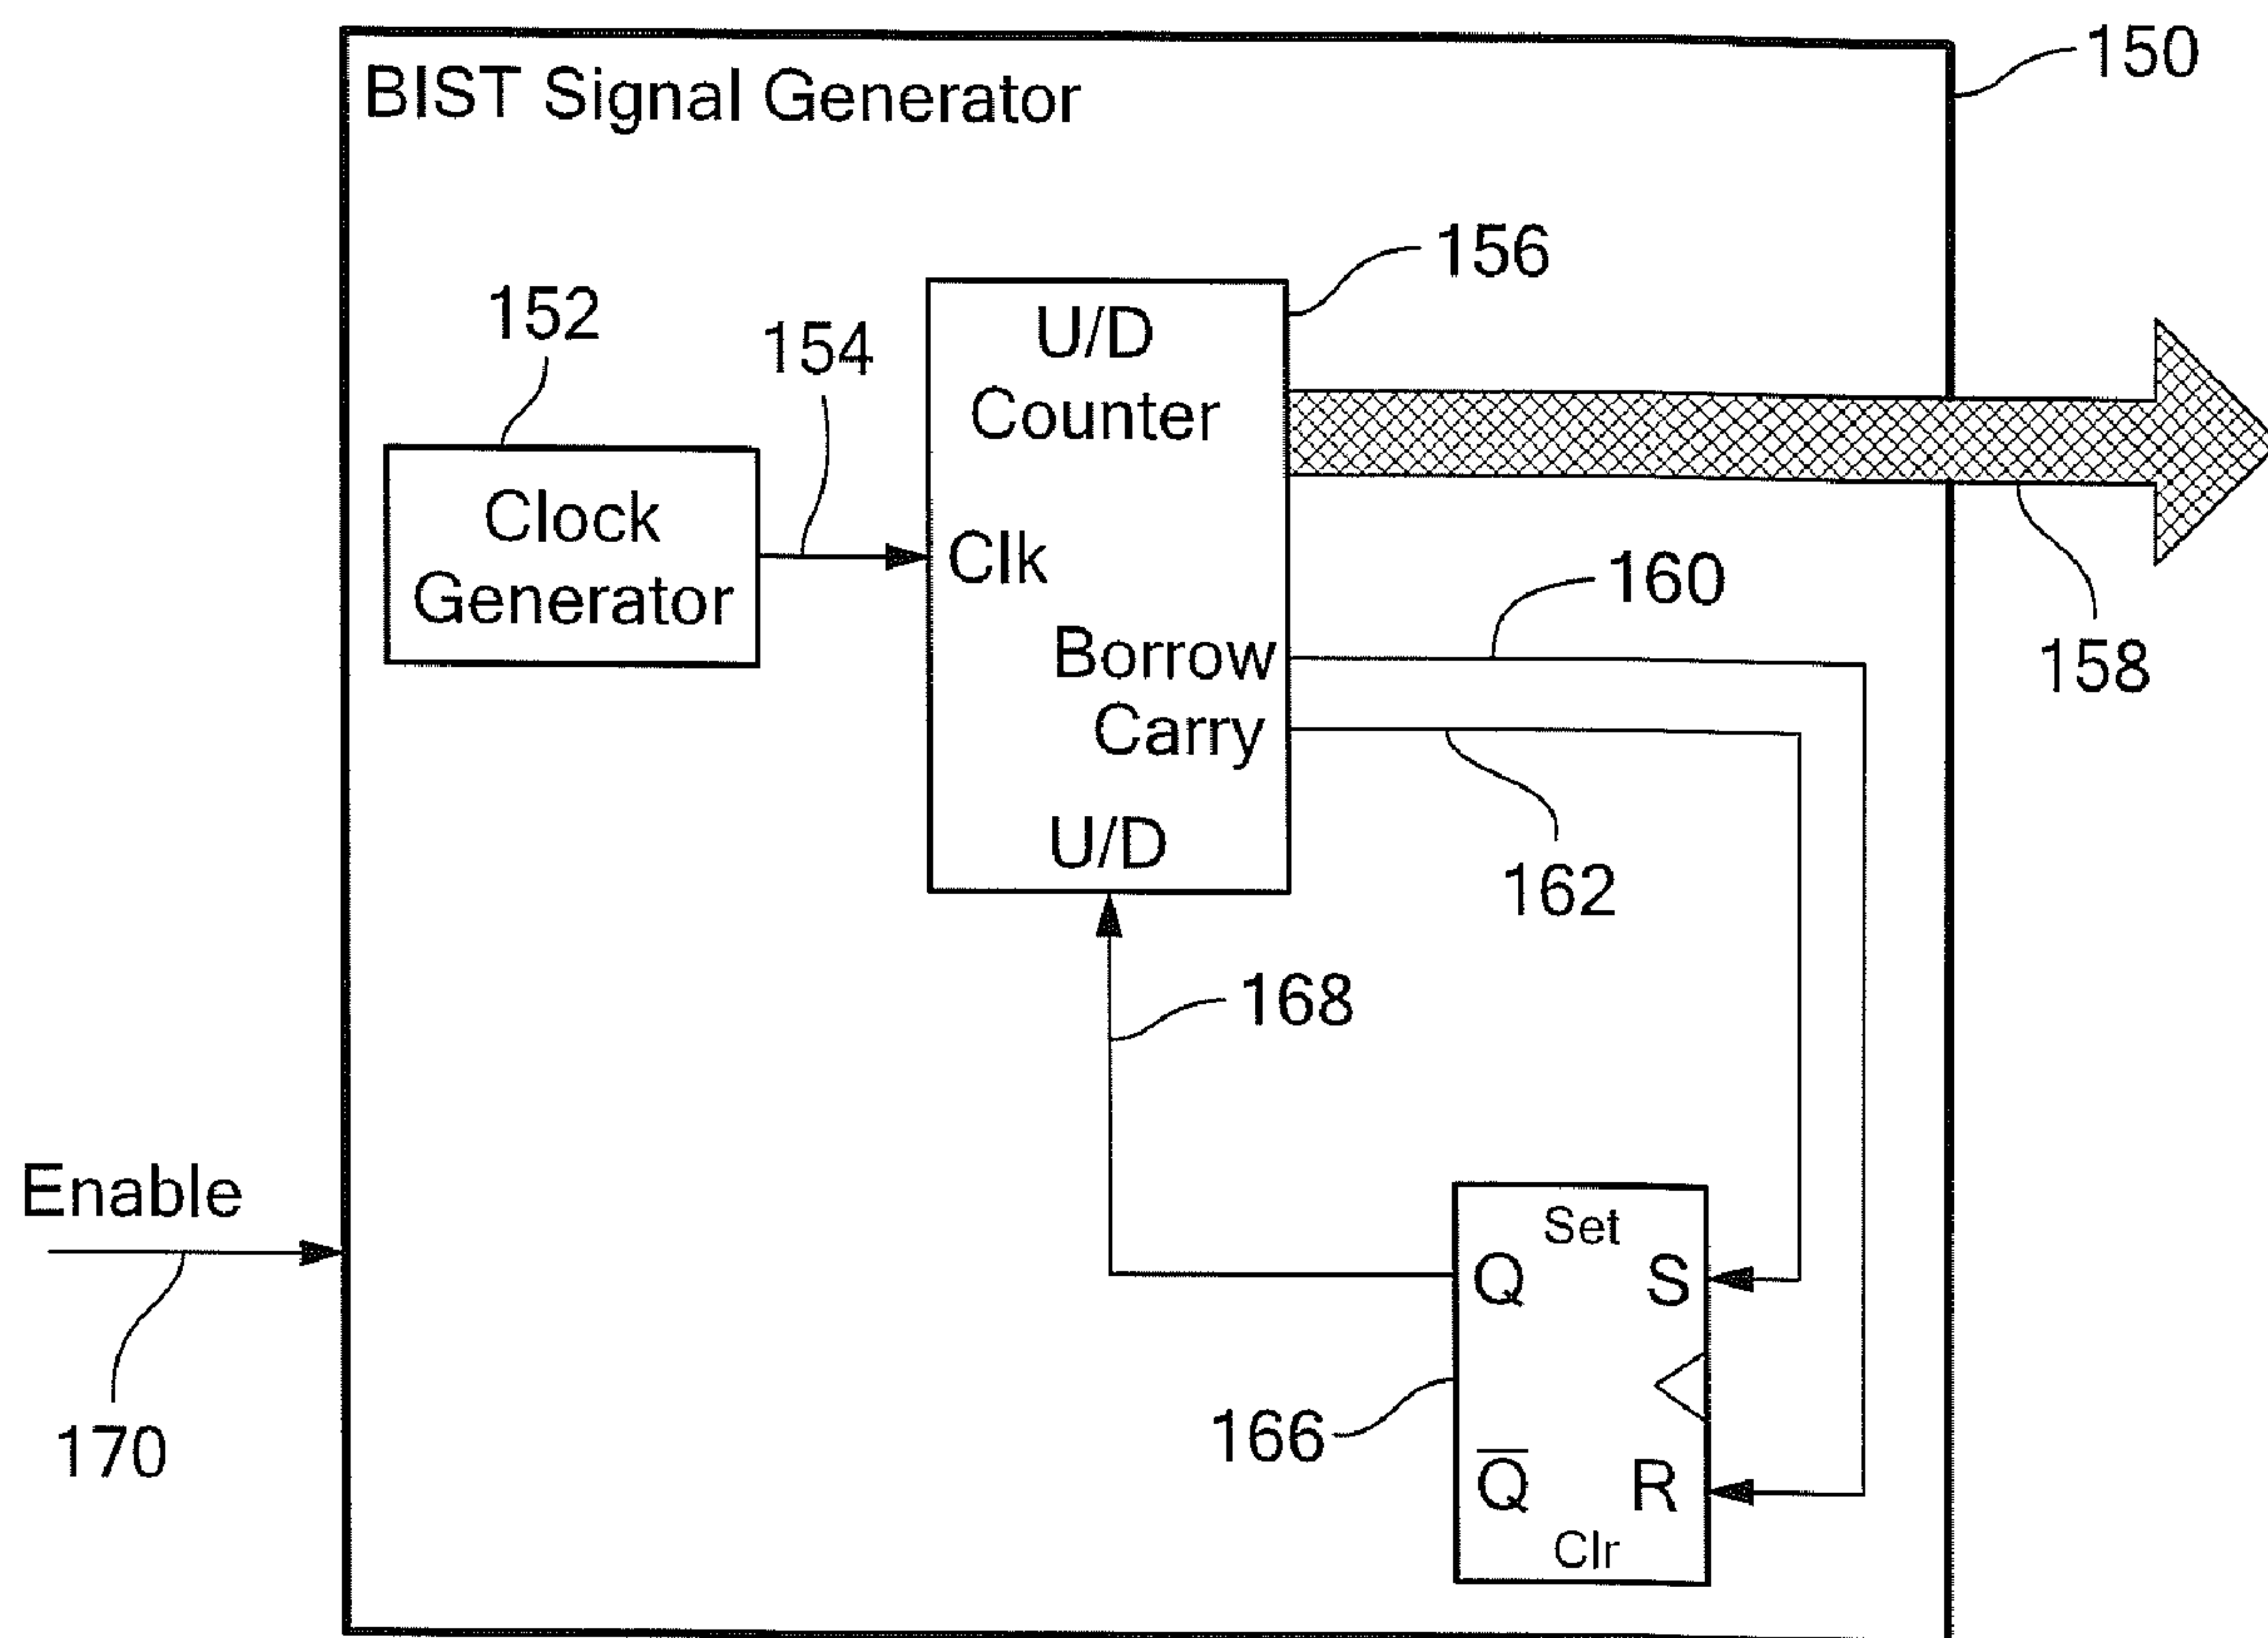 150
BIST Signal Generator
156
152
154
U/D
Counter
Clock
Generator
Clk
160
158
Borrow
Carry
U/D
162
168
Enable
170
Set
Q
S
166
Q̅
R
Clr